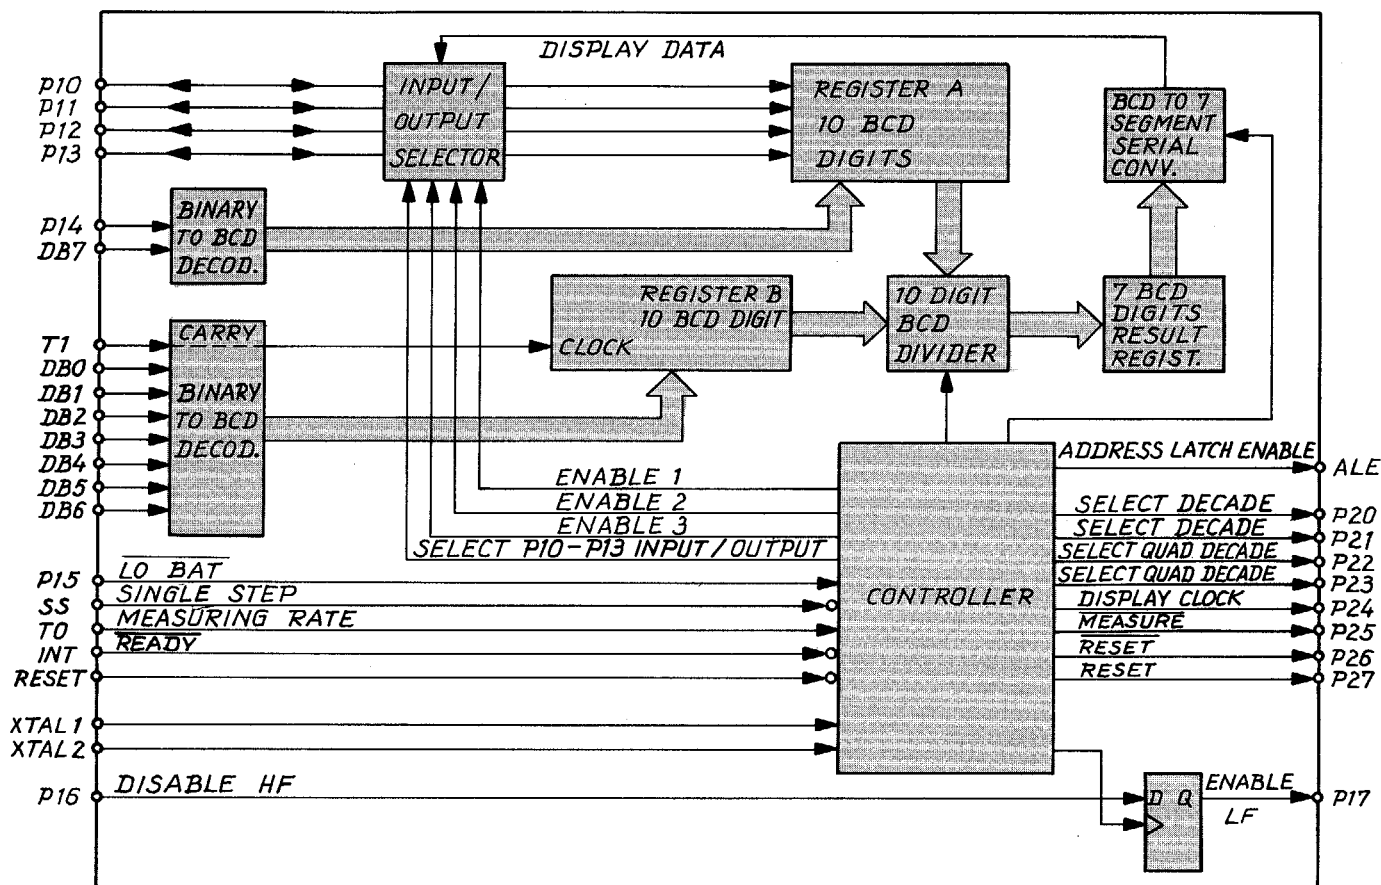 DISPLAY DATA
P10
P11
P12
P13
INPUT/
OUTPUT
SELECTOR
REGISTER A
10 BCD
DIGITS
BCD TO 7
SEGMENT
SERIAL
CONV.
P14
DB7
BINARY
TO BCD
DECOD.
REGISTER B
10 BCD DIGIT
CLOCK
10 DIGIT
BCD
DIVIDER
7 BCD
DIGITS
RESULT
REGIST.
T1
DB0
DB1
DB2
DB3
DB4
DB5
DB6
CARRY
BINARY
TO BCD
DECOD.
ENABLE 1
ENABLE 2
ENABLE 3
SELECT P10-P13 INPUT/OUTPUT
P15
LO BAT
SS
SINGLE STEP
TO
MEASURING RATE
INT
READY
RESET
XTAL1
XTAL2
P16
DISABLE HF
CONTROLLER
ADDRESS LATCH ENABLE
ALE
SELECT DECADE
P20
SELECT DECADE
P21
SELECT QUAD DECADE
P22
SELECT QUAD DECADE
P23
DISPLAY CLOCK
P24
MEASURE
P25
RESET
P26
RESET
P27
D Q
ENABLE
LF
P17